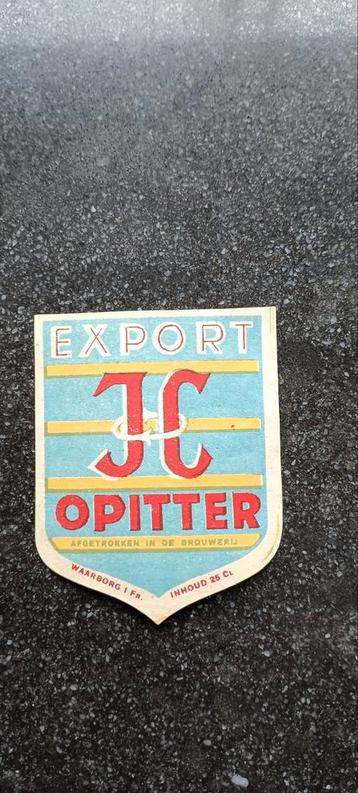 EXPORT
JC
OPITTER
AFGETROKKEN IN DE BROUWERIJ
WAARBORG 1 FR. INHOUD 25 CL